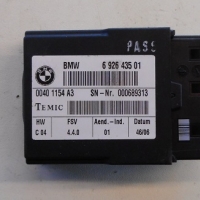 PASS
BMW 6 926 435 01
0040 1154 A3 SN-Nr. 000689313
TEMIC
HW FSV Aend.-Ind. Datum
C 04 4.4.0 01 46/06